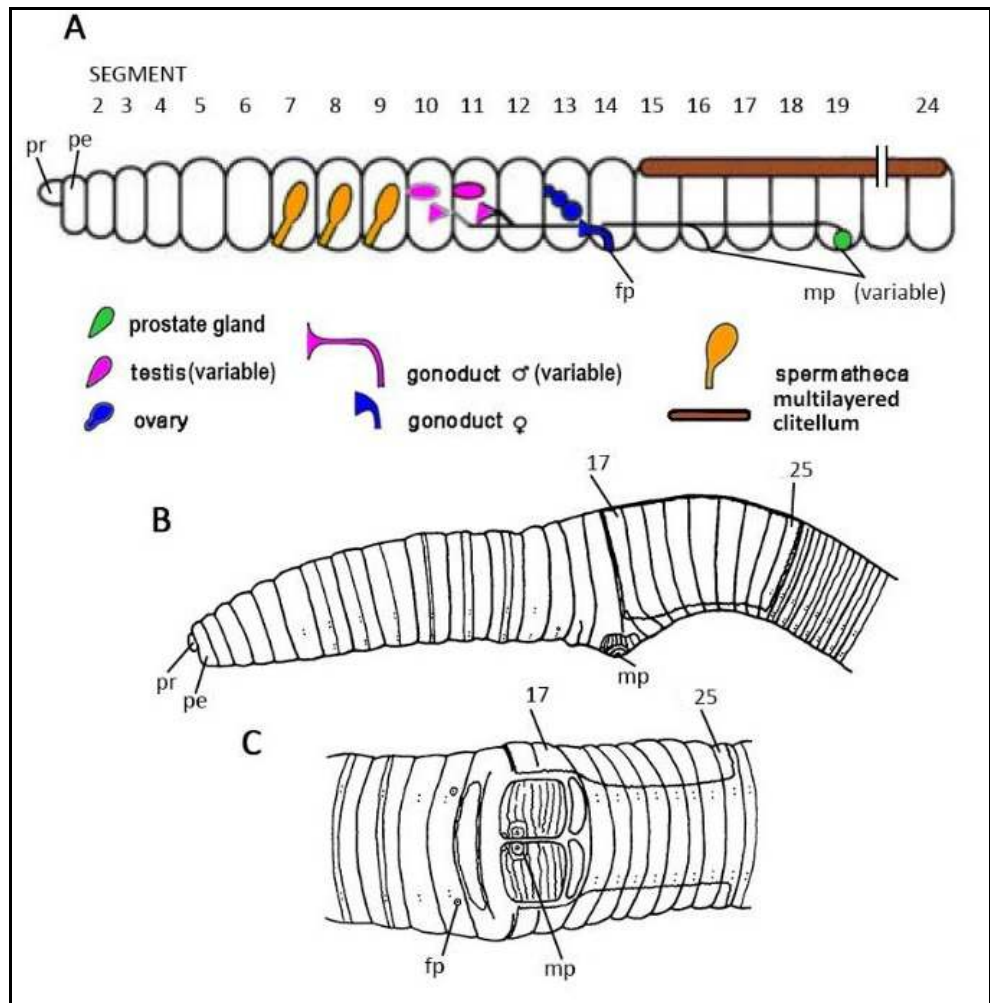 A
SEGMENT
2 3 4 5 6 7 8 9 10 11 12 13 14 15 16 17 18 19 24
pr pe
fp mp (variable)
prostate gland
testis (variable) gonoduct ♂ (variable) spermatheca
multilayered
ovary gonoduct ♀ clitellum
B
17 25
pr
pe
mp
C
17 25
fp mp